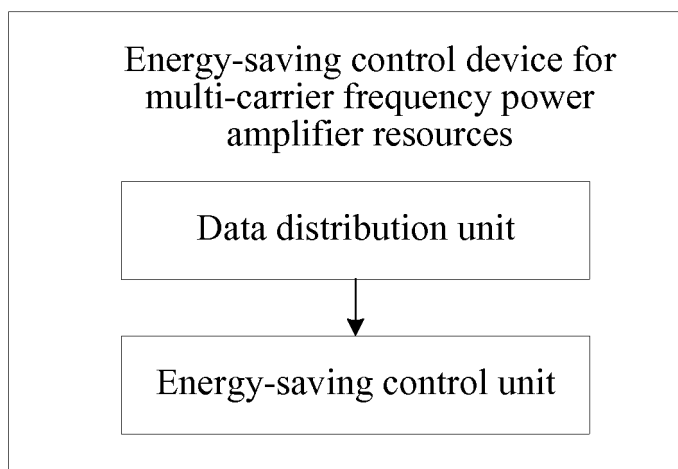 Energy-saving control device for
multi-carrier frequency power
amplifier resources
Data distribution unit
Energy-saving control unit